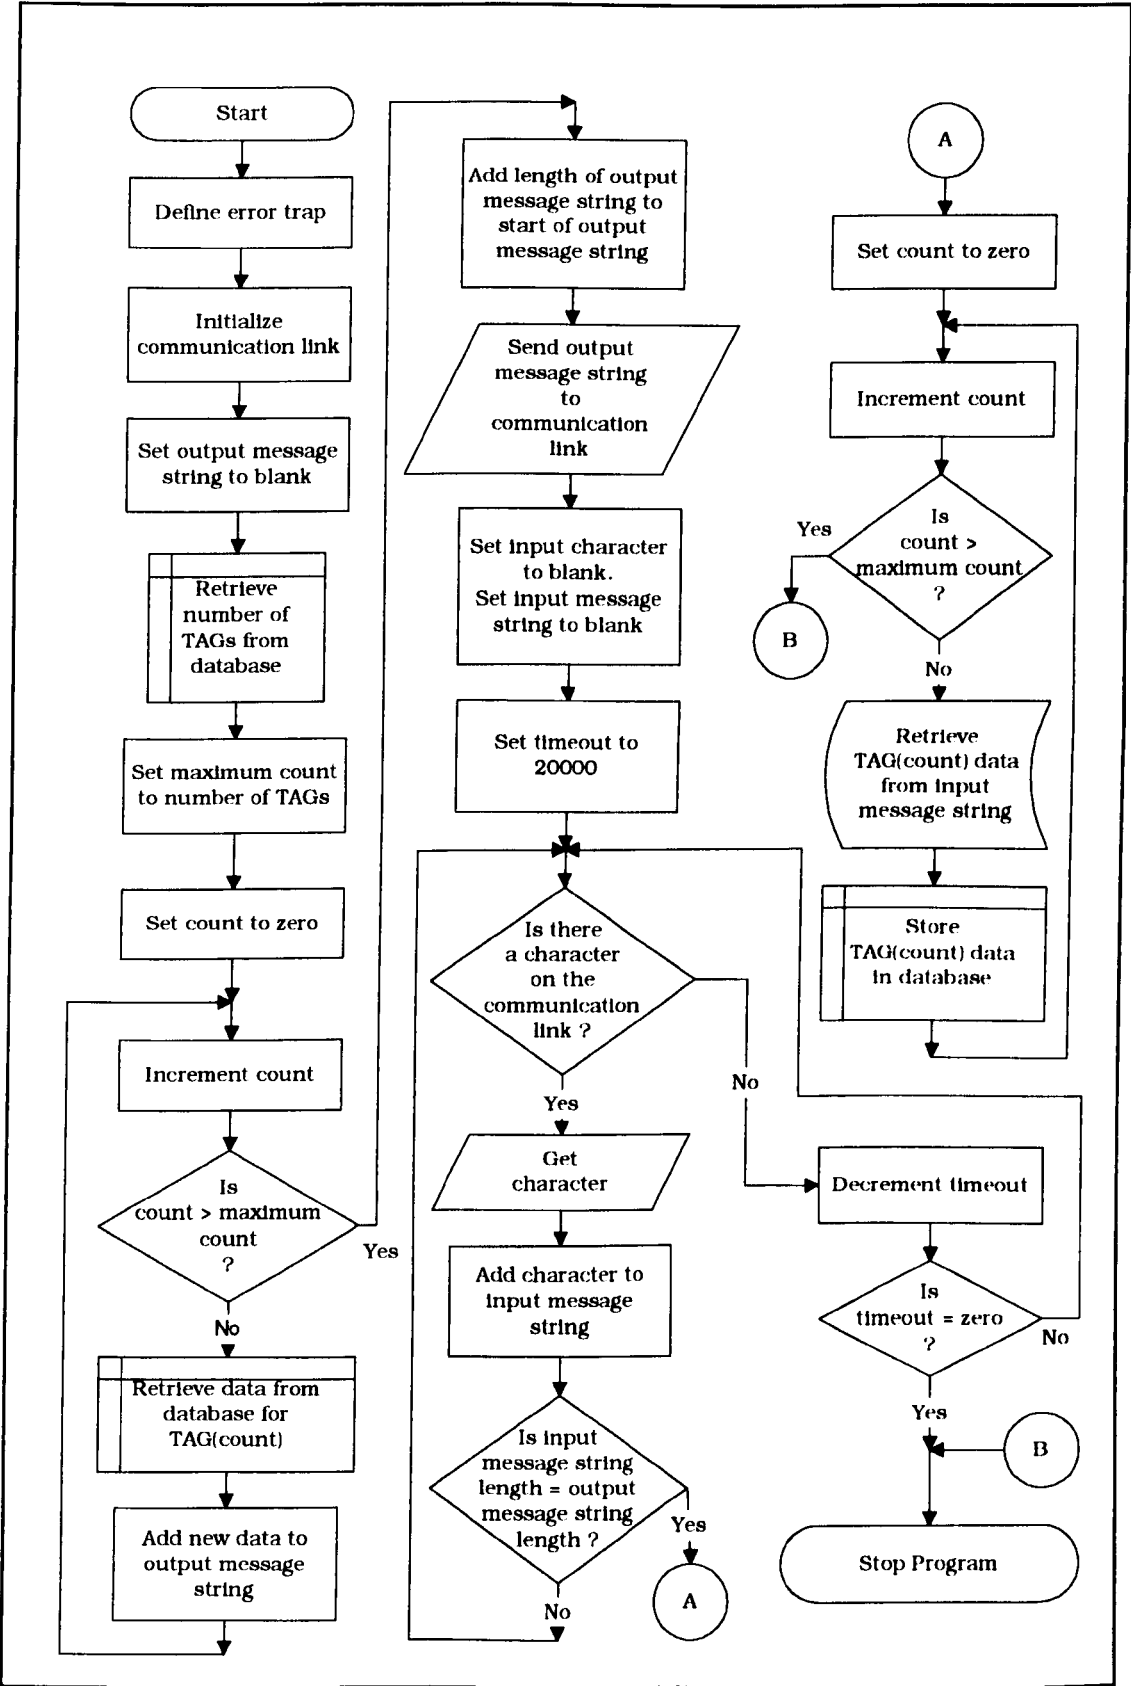 Start
Define error trap
Initialize
communication link
Set output message
string to blank
Retrieve
number of
TAGs from
database
Set maximum count
to number of TAGs
Set count to zero
Increment count
Is
count > maximum
count
?
Yes
No
Retrieve data from
database for
TAG(count)
Add new data to
output message
string
Add length of output
message string to
start of output
message string
Send output
message string
to
communication
link
Set input character
to blank.
Set input message
string to blank
Set timeout to
20000
Is there
a character
on the
communication
link ?
No
Yes
Get
character
Add character to
input message
string
Is input
message string
length = output
message string
length ?
Yes
A
No
A
Set count to zero
Increment count
Is
count >
maximum count
?
Yes
B
No
Retrieve
TAG(count) data
from input
message string
Store
TAG(count) data
in database
Decrement timeout
Is
timeout = zero
?
No
Yes
B
Stop Program